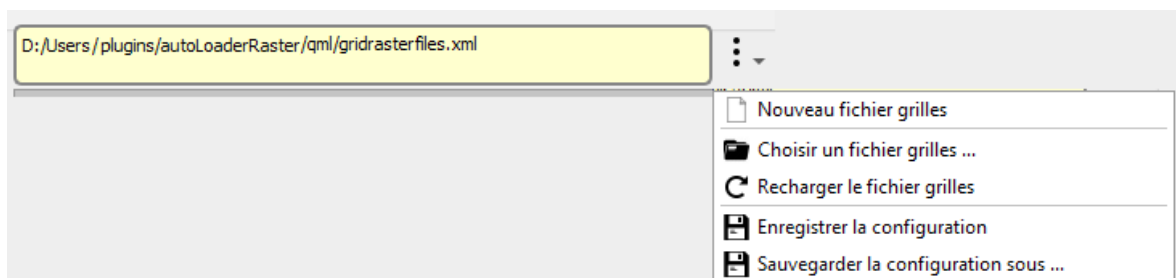 D:/Users/plugins/autoLoaderRaster/qml/gridrasterfiles.xml
Nouveau fichier grilles
Choisir un fichier grilles ...
Recharger le fichier grilles
Enregistrer la configuration
Sauvegarder la configuration sous ...